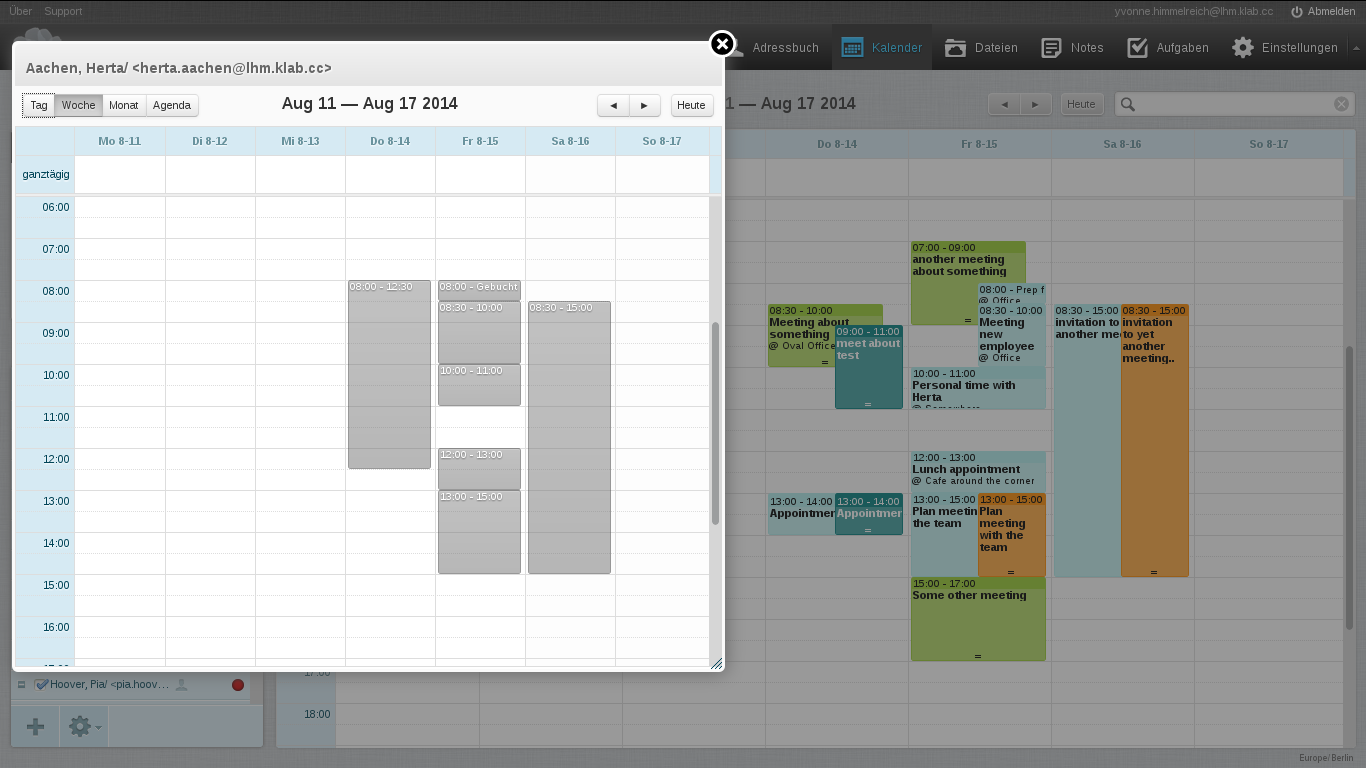 Über Support
yvonne.himmelreich@lhm.klab.cc Abmelden
Adressbuch Kalender Dateien Notes Aufgaben Einstellungen
Aachen, Herta/ <herta.aachen@lhm.klab.cc>
Tag Woche Monat Agenda
Aug 11 — Aug 17 2014
◄ ► Heute
Mo 8-11 Di 8-12 Mi 8-13 Do 8-14 Fr 8-15 Sa 8-16 So 8-17
ganztägig
06:00
07:00
08:00
09:00
10:00
11:00
12:00
13:00
14:00
15:00
16:00
08:00 - 12:30
08:00 - Gebucht
08:30 - 10:00
10:00 - 11:00
12:00 - 13:00
13:00 - 15:00
08:30 - 15:00
Hoover, Pia/ <pia.hoov...
1 — Aug 17 2014
◄ ► Heute
Do 8-14 Fr 8-15 Sa 8-16 So 8-17
08:30 - 10:00
Meeting about
something
@ Oval Office
09:00 - 11:00
meet about
test
13:00 - 14:00
Appointmer
13:00 - 14:00
Appointmer
07:00 - 09:00
another meeting
about something
08:00 - Prep f
@ Office
08:30 - 10:00
Meeting
new
employee
@ Office
10:00 - 11:00
Personal time with
Herta
12:00 - 13:00
Lunch appointment
@ Cafe around the corner
13:00 - 15:00
Plan meetin
the team
13:00 - 15:00
Plan
meeting
with the
team
15:00 - 17:00
Some other meeting
08:30 - 15:00
invitation to
another mee
08:30 - 15:00
invitation
to yet
another
meeting..
17:00
18:00
Europe/Berlin